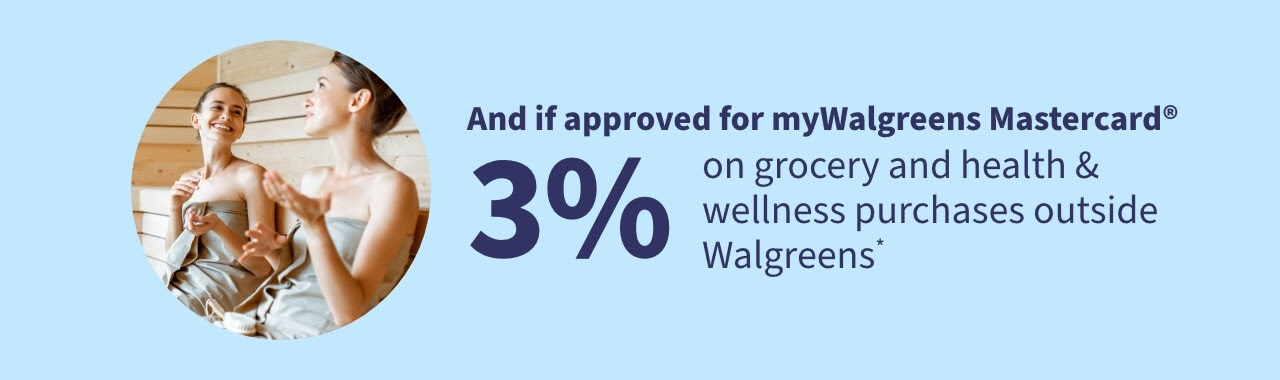 And if approved for myWalgreens Mastercard®
3%
on grocery and health &
wellness purchases outside
Walgreens*